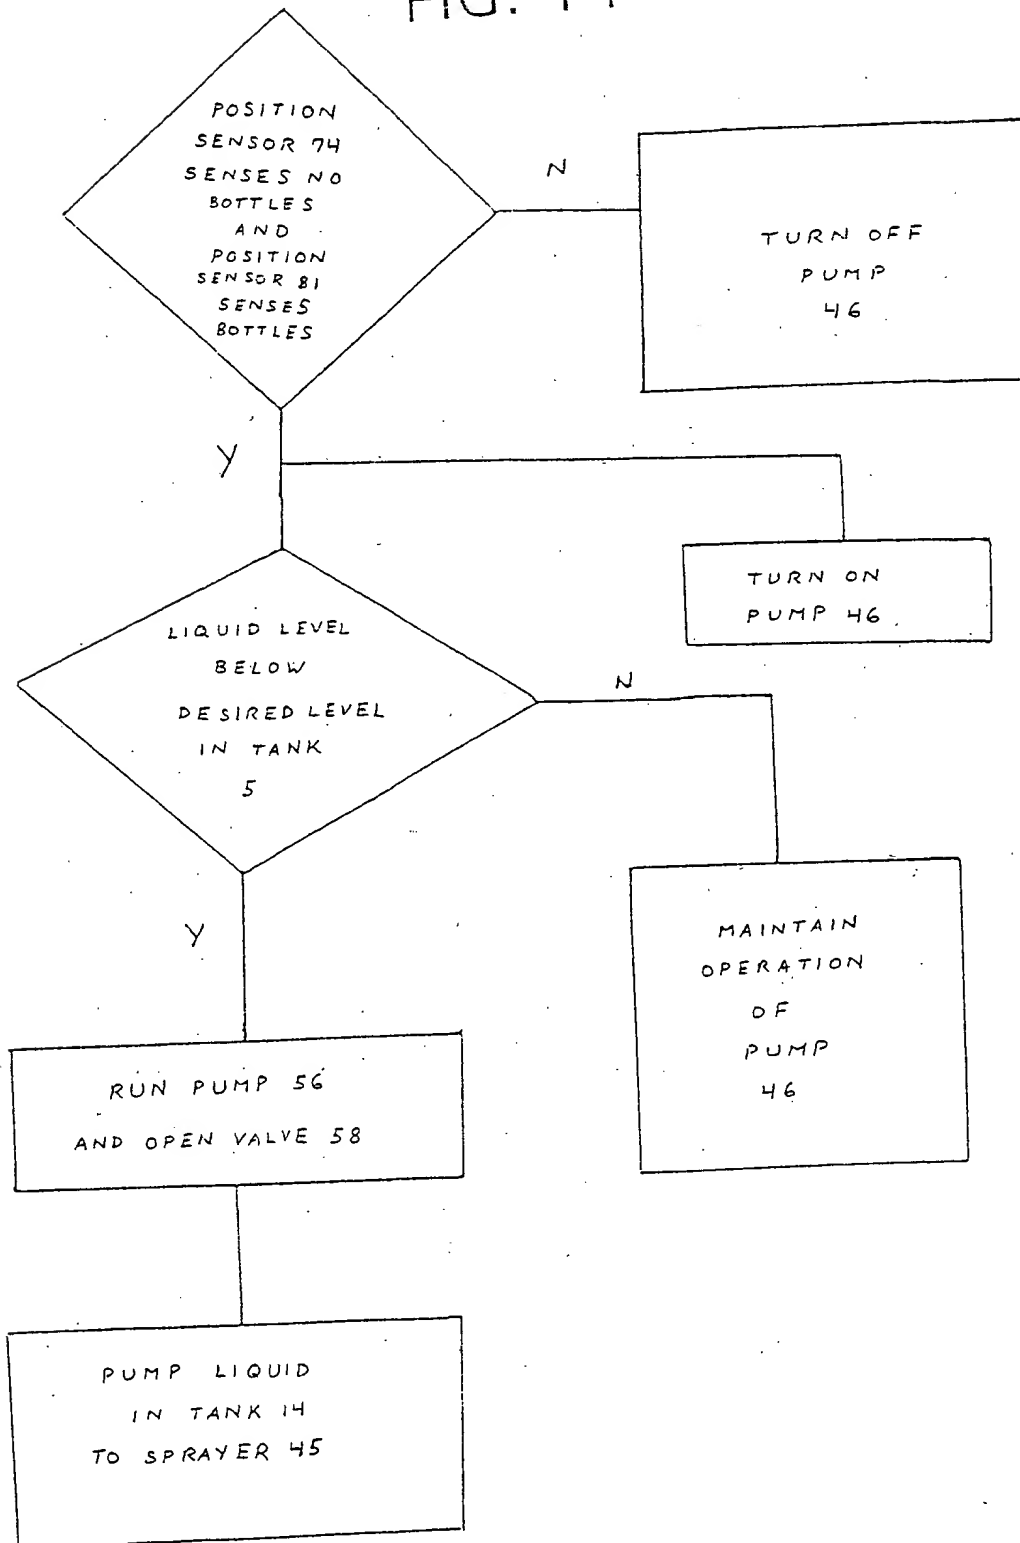 FIG.
POSITION
SENSOR 74
SENSES NO
BOTTLES
AND
POSITION
SENSOR 81
SENSES
BOTTLES
N
TURN OFF
PUMP
46
Y
TURN ON
PUMP 46
LIQUID LEVEL
BELOW
DESIRED LEVEL
IN TANK
5
N
Y
MAINTAIN
OPERATION
OF
PUMP
46
RUN PUMP 56
AND OPEN VALVE 58
PUMP LIQUID
IN TANK 14
TO SPRAYER 45